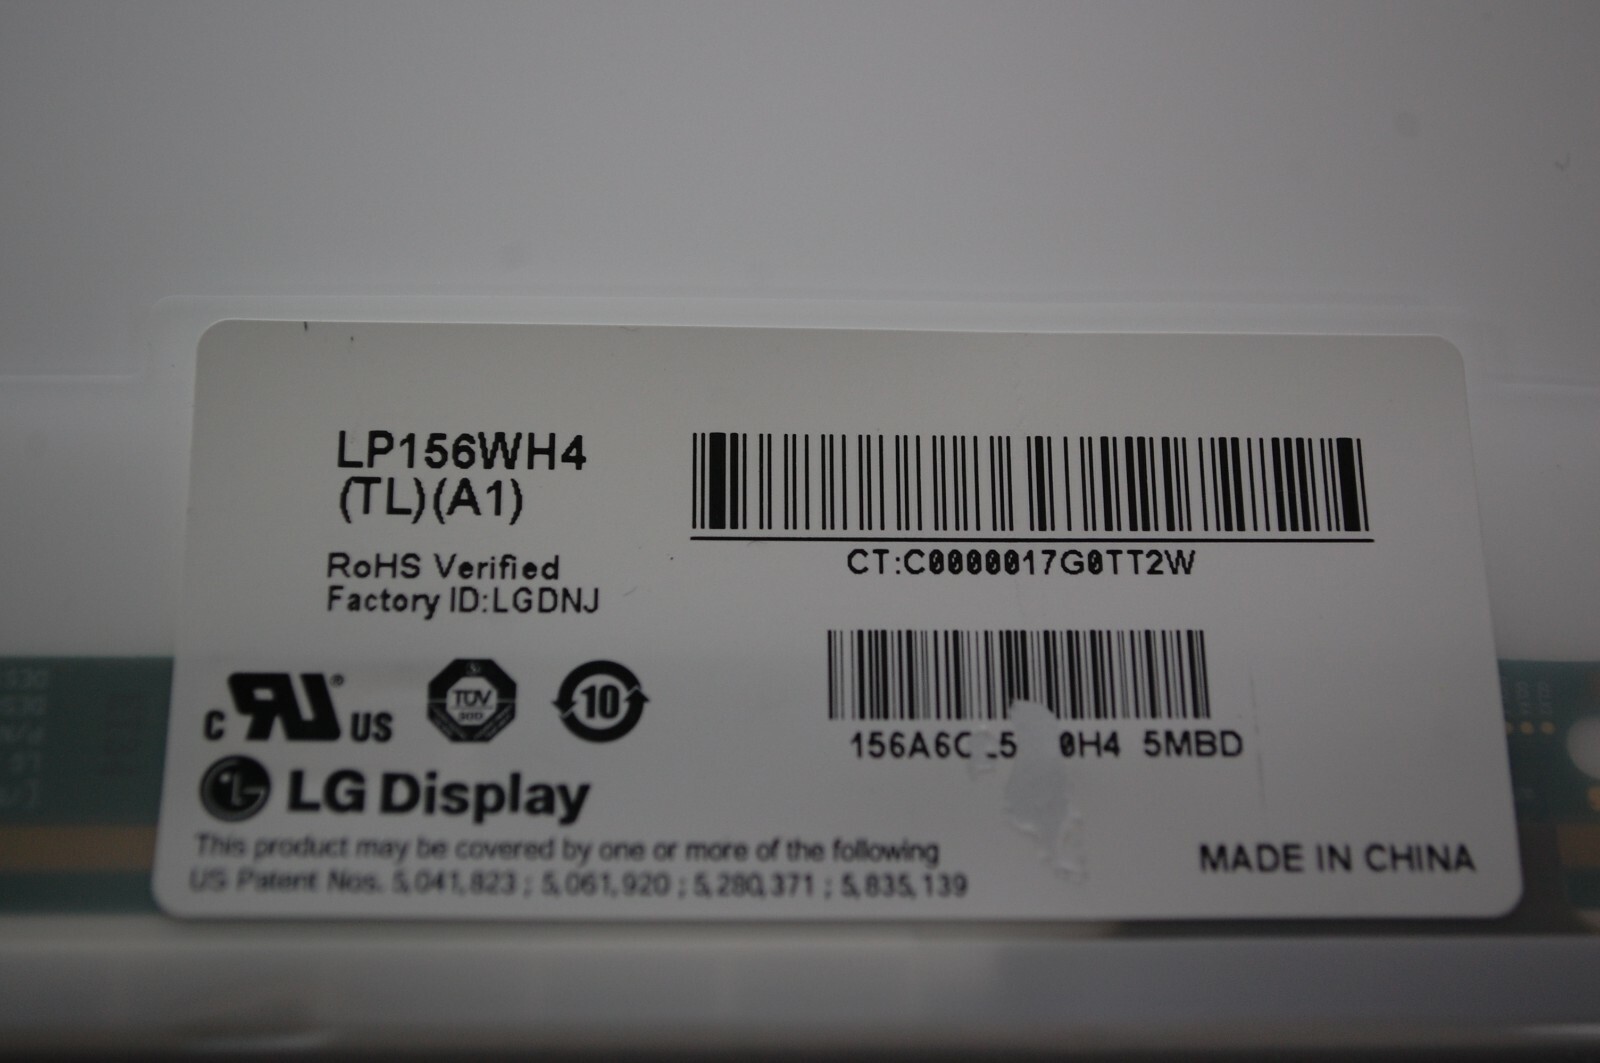 LP156WH4
(TL)(A1)
RoHS Verified
Factory ID:LGDNJ
CT:C0000017G0TT2W
5MBD
C US
TÜV
10
LG Display
MADE IN CHINA
This product may be covered by one or more of the following
US Patent Nos. 5,041,823 ; 5,061,920 ; 5,280,371 ; 5,835,139